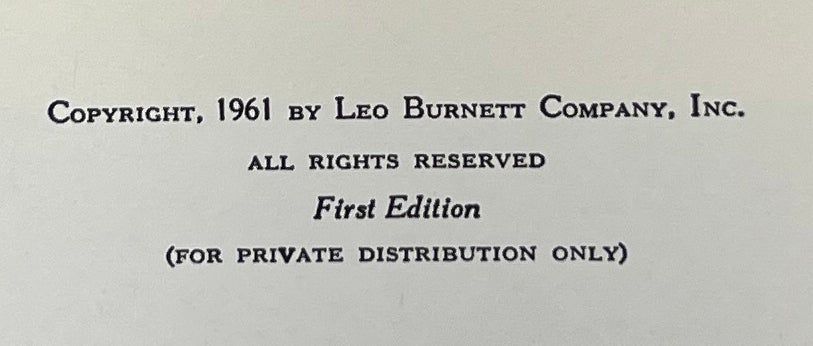 Copyright, 1961 by Leo Burnett Company, Inc.
all rights reserved
First Edition
(for private distribution only)